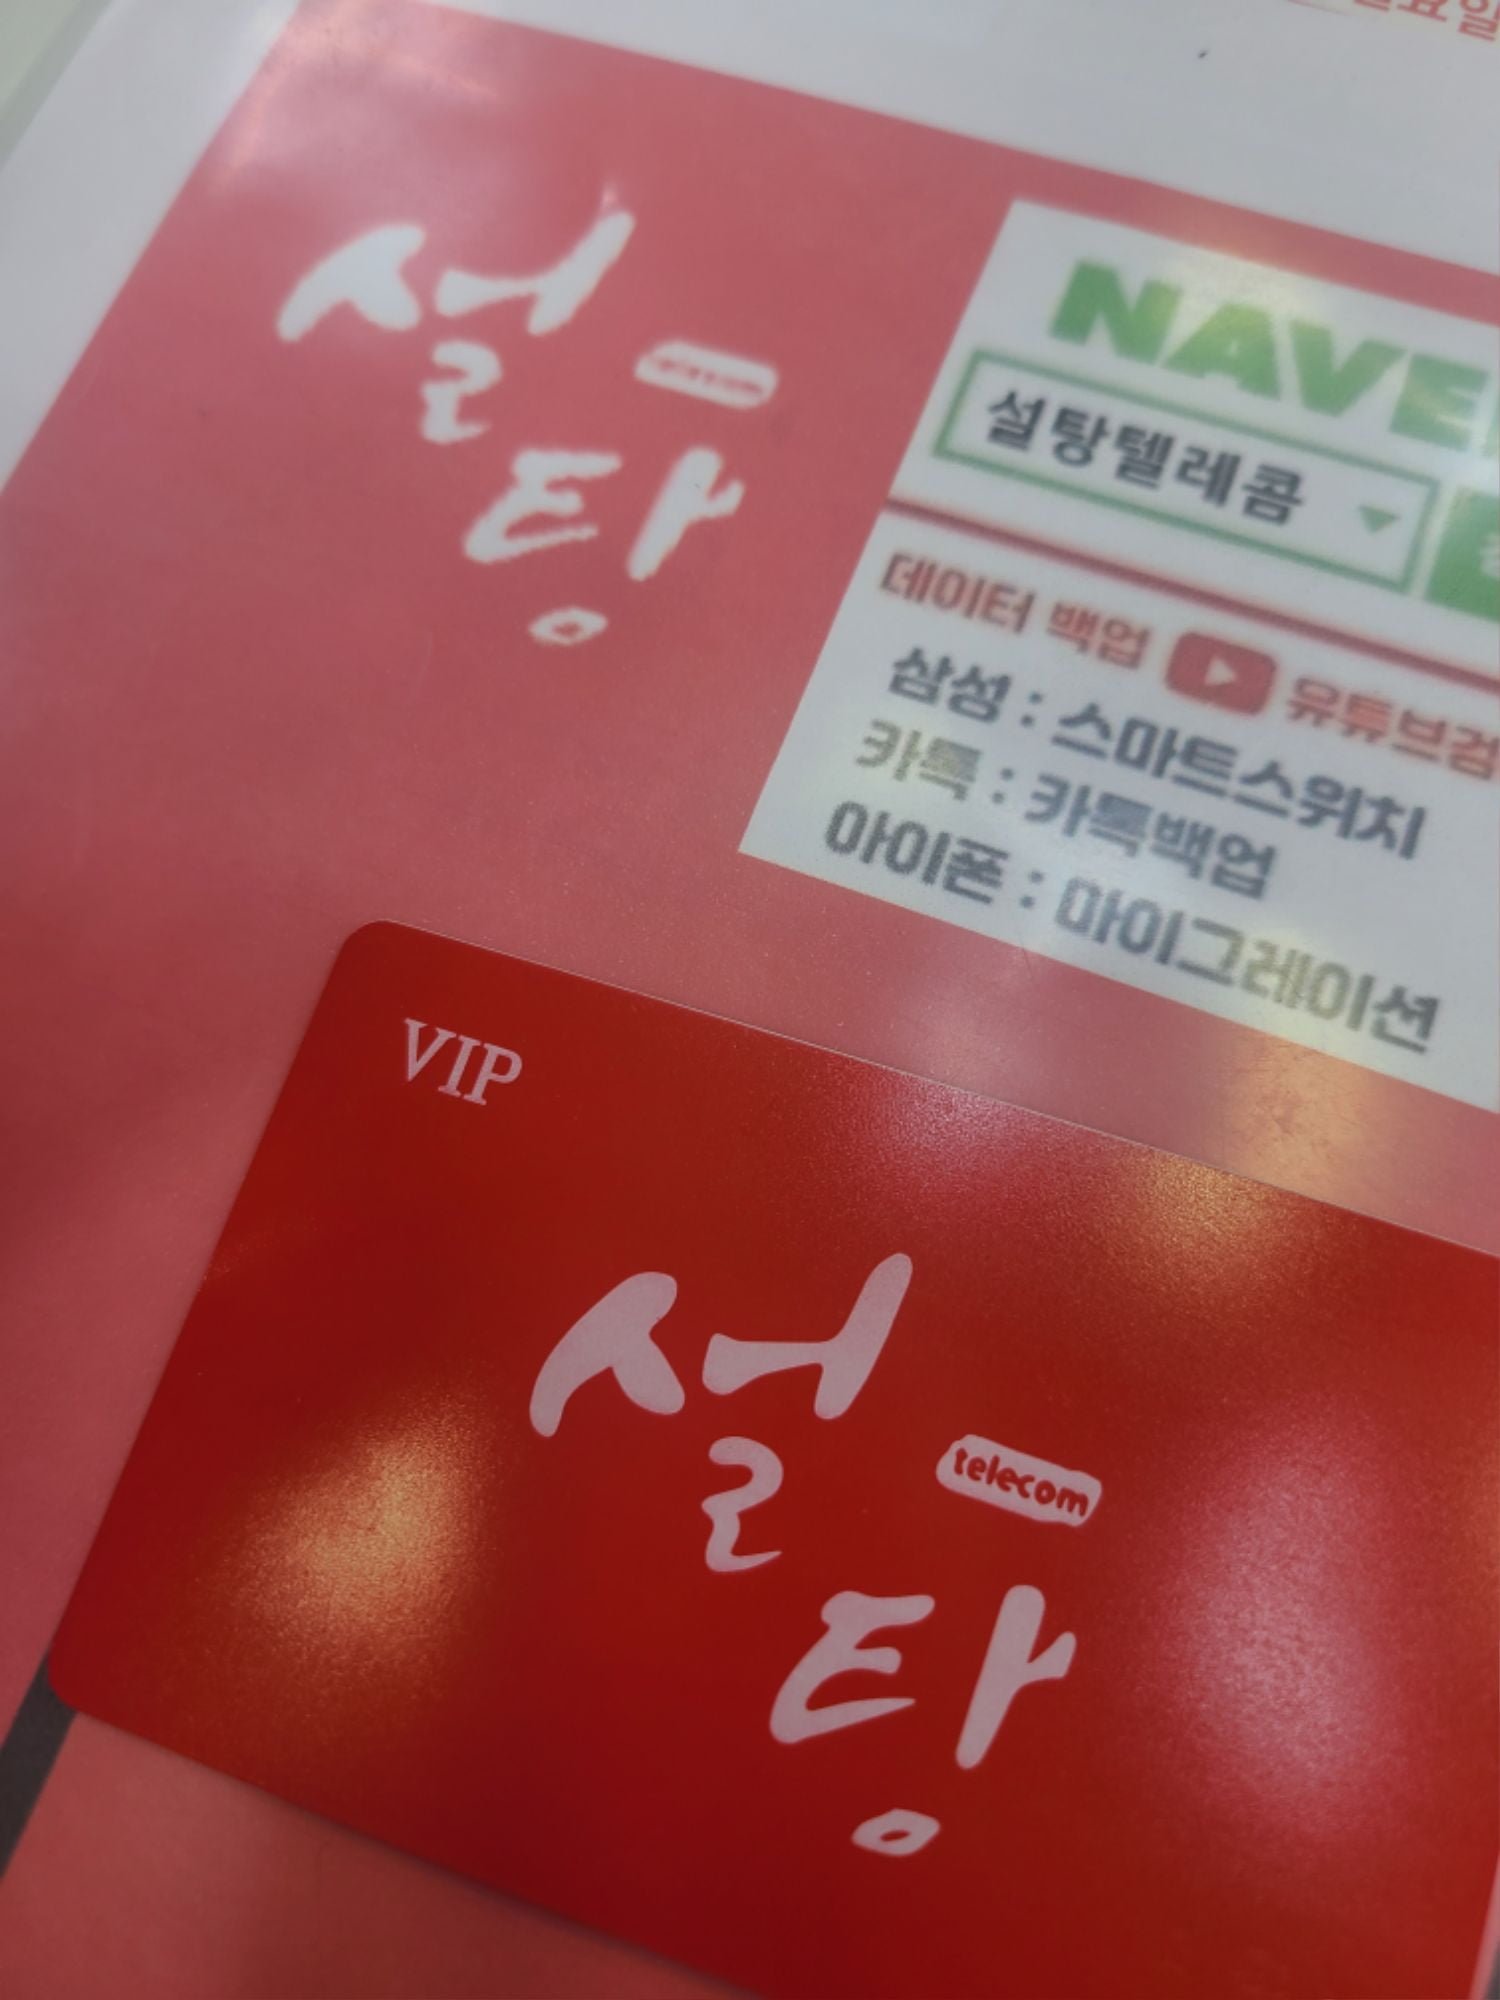 설
telecom
탕
NAVE
설탕텔레콤
데이터 백업 유튜브검
삼성 : 스마트스위치
카톡 : 카톡백업
아이폰 : 마이그레이션
VIP
설
telecom
탕